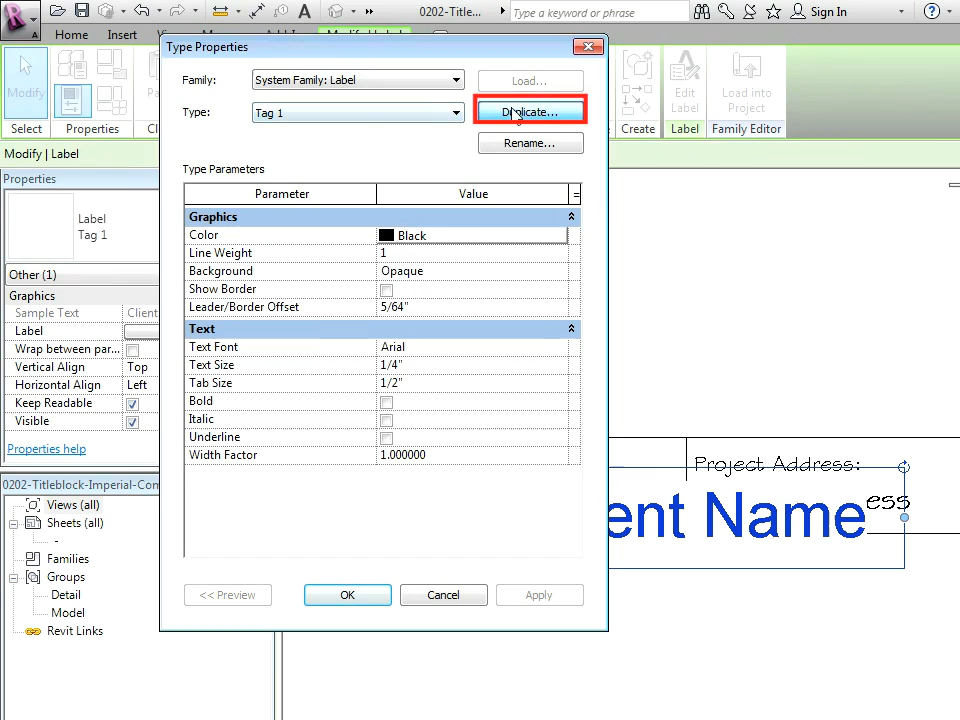 0202-Title...
Type a keyword or phrase
Sign In
Home
Insert
Type Properties
Family:
System Family: Label
Load...
Type:
Tag 1
Duplicate...
Rename...
Modify
Select
Properties
Create
Edit
Label
Label
Load into
Project
Family Editor
Modify | Label
Properties
Label
Tag 1
Other (1)
Graphics
Sample Text
Client
Label
Wrap between par...
Vertical Align
Top
Horizontal Align
Left
Keep Readable
Visible
Properties help
Type Parameters
Parameter
Value
=
Graphics
Color
Black
Line Weight
1
Background
Opaque
Show Border
Leader/Border Offset
5/64"
Text
Text Font
Arial
Text Size
1/4"
Tab Size
1/2"
Bold
Italic
Underline
Width Factor
1.000000
<< Preview
OK
Cancel
Apply
0202-Titleblock-Imperial-Com
Views (all)
Sheets (all)
-
Families
Groups
Detail
Model
Revit Links
Project Address:
ess
ent Name